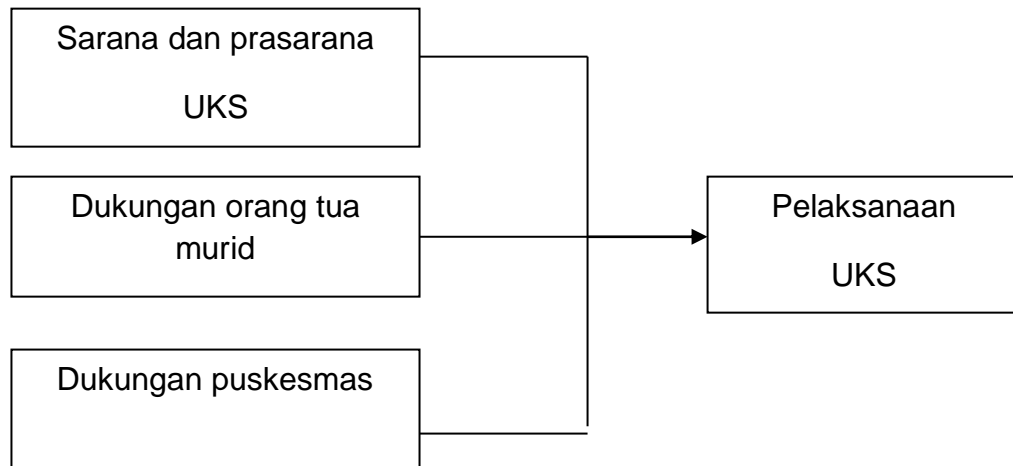 Sarana dan prasarana
UKS
Dukungan orang tua
murid
Dukungan puskesmas
Pelaksanaan
UKS